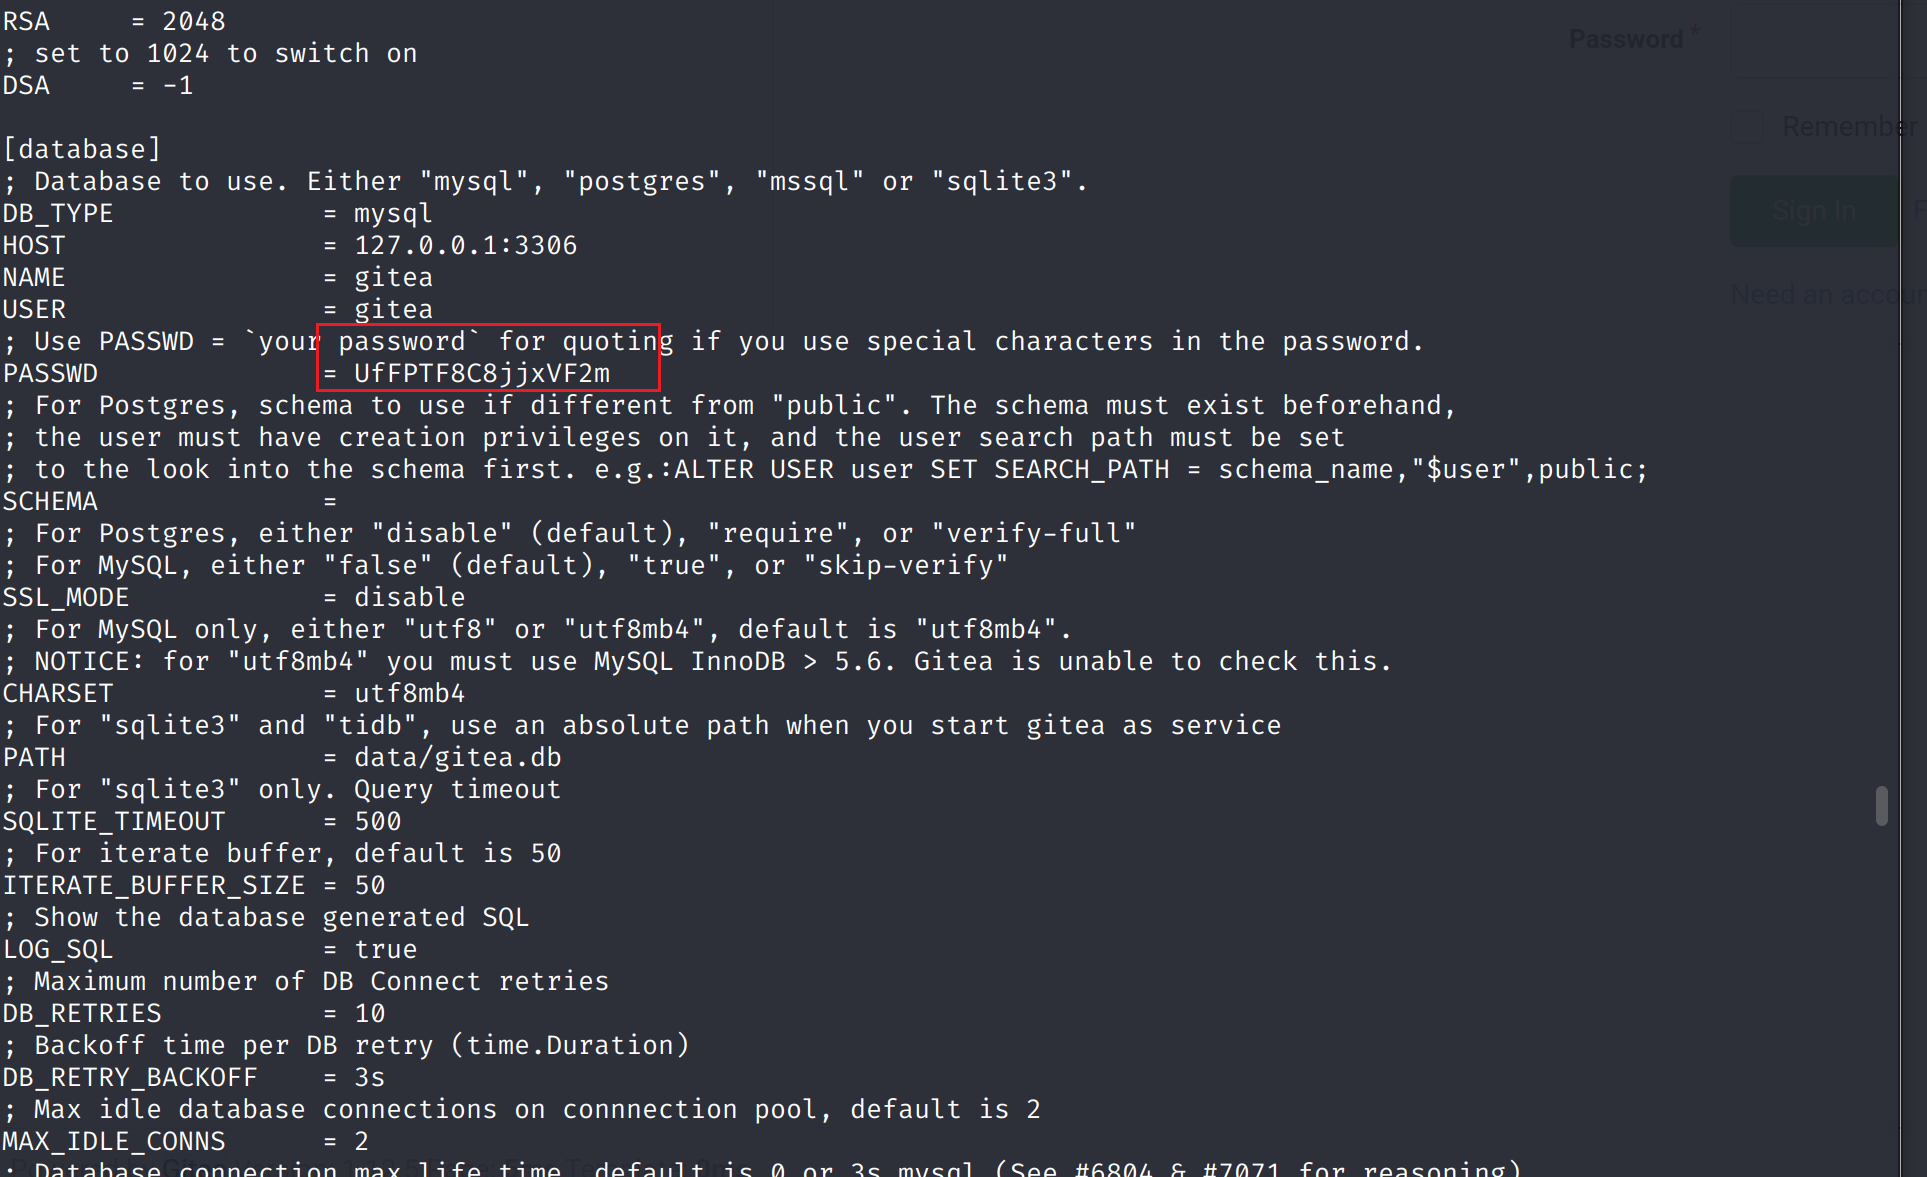 RSA = 2048
; set to 1024 to switch on
DSA = -1
[database]
; Database to use. Either "mysql", "postgres", "mssql" or "sqlite3".
DB_TYPE = mysql
HOST = 127.0.0.1:3306
NAME = gitea
USER = gitea
; Use PASSWD = `your password` for quoting if you use special characters in the password.
PASSWD = UfFPTF8C8jjxVF2m
; For Postgres, schema to use if different from "public". The schema must exist beforehand,
; the user must have creation privileges on it, and the user search path must be set
; to the look into the schema first. e.g.:ALTER USER user SET SEARCH_PATH = schema_name,"$user",public;
SCHEMA =
; For Postgres, either "disable" (default), "require", or "verify-full"
; For MySQL, either "false" (default), "true", or "skip-verify"
SSL_MODE = disable
; For MySQL only, either "utf8" or "utf8mb4", default is "utf8mb4".
; NOTICE: for "utf8mb4" you must use MySQL InnoDB > 5.6. Gitea is unable to check this.
CHARSET = utf8mb4
; For "sqlite3" and "tidb", use an absolute path when you start gitea as service
PATH = data/gitea.db
; For "sqlite3" only. Query timeout
SQLITE_TIMEOUT = 500
; For iterate buffer, default is 50
ITERATE_BUFFER_SIZE = 50
; Show the database generated SQL
LOG_SQL = true
; Maximum number of DB Connect retries
DB_RETRIES = 10
; Backoff time per DB retry (time.Duration)
DB_RETRY_BACKOFF = 3s
; Max idle database connections on connnection pool, default is 2
MAX_IDLE_CONNS = 2
; Database connection max life time, default is 0 or 3s mysql (See #6804 & #7071 for reasoning)
Password *
Remember
Sign In
Need an accoun